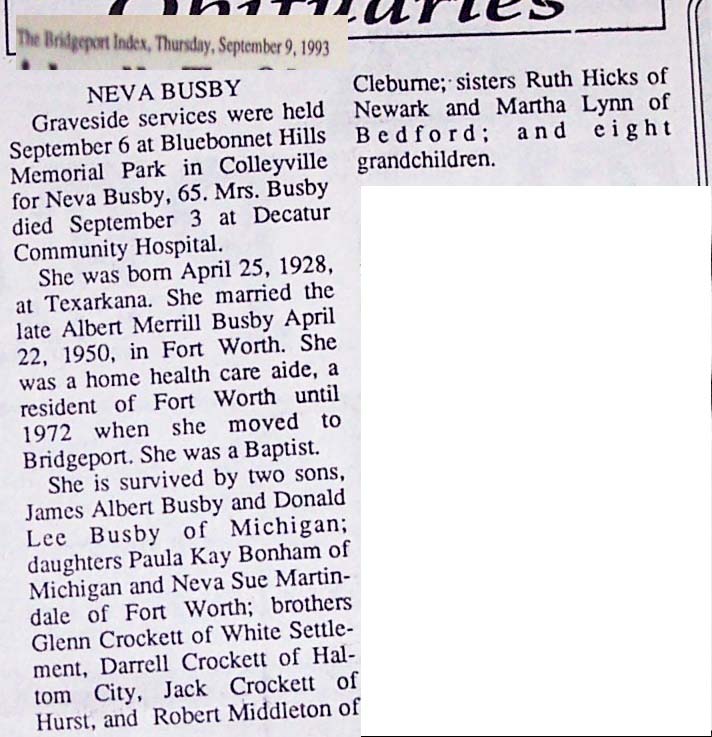 Obituaries
The Bridgeport Index, Thursday, September 9, 1993
NEVA BUSBY
Graveside services were held
September 6 at Bluebonnet Hills
Memorial Park in Colleyville
for Neva Busby, 65. Mrs. Busby
died September 3 at Decatur
Community Hospital.
She was born April 25, 1928,
at Texarkana. She married the
late Albert Merrill Busby April
22, 1950, in Fort Worth. She
was a home health care aide, a
resident of Fort Worth until
1972 when she moved to
Bridgeport. She was a Baptist.
She is survived by two sons,
James Albert Busby and Donald
Lee Busby of Michigan;
daughters Paula Kay Bonham of
Michigan and Neva Sue Martin-
dale of Fort Worth; brothers
Glenn Crockett of White Settle-
ment, Darrell Crockett of Hal-
tom City, Jack Crockett of
Hurst, and Robert Middleton of
Cleburne; sisters Ruth Hicks of
Newark and Martha Lynn of
Bedford; and eight
grandchildren.